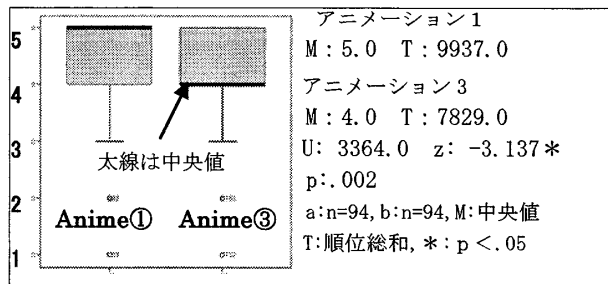 アニメーション1
M:5.0 T:9937.0
アニメーション3
M:4.0 T:7829.0
U: 3364.0 z: -3.137*
p:.002
a:n=94,b:n=94,M:中央値
T:順位総和,*:p<.05
5
4
3
2
1
太線は中央値
Anime① Anime③